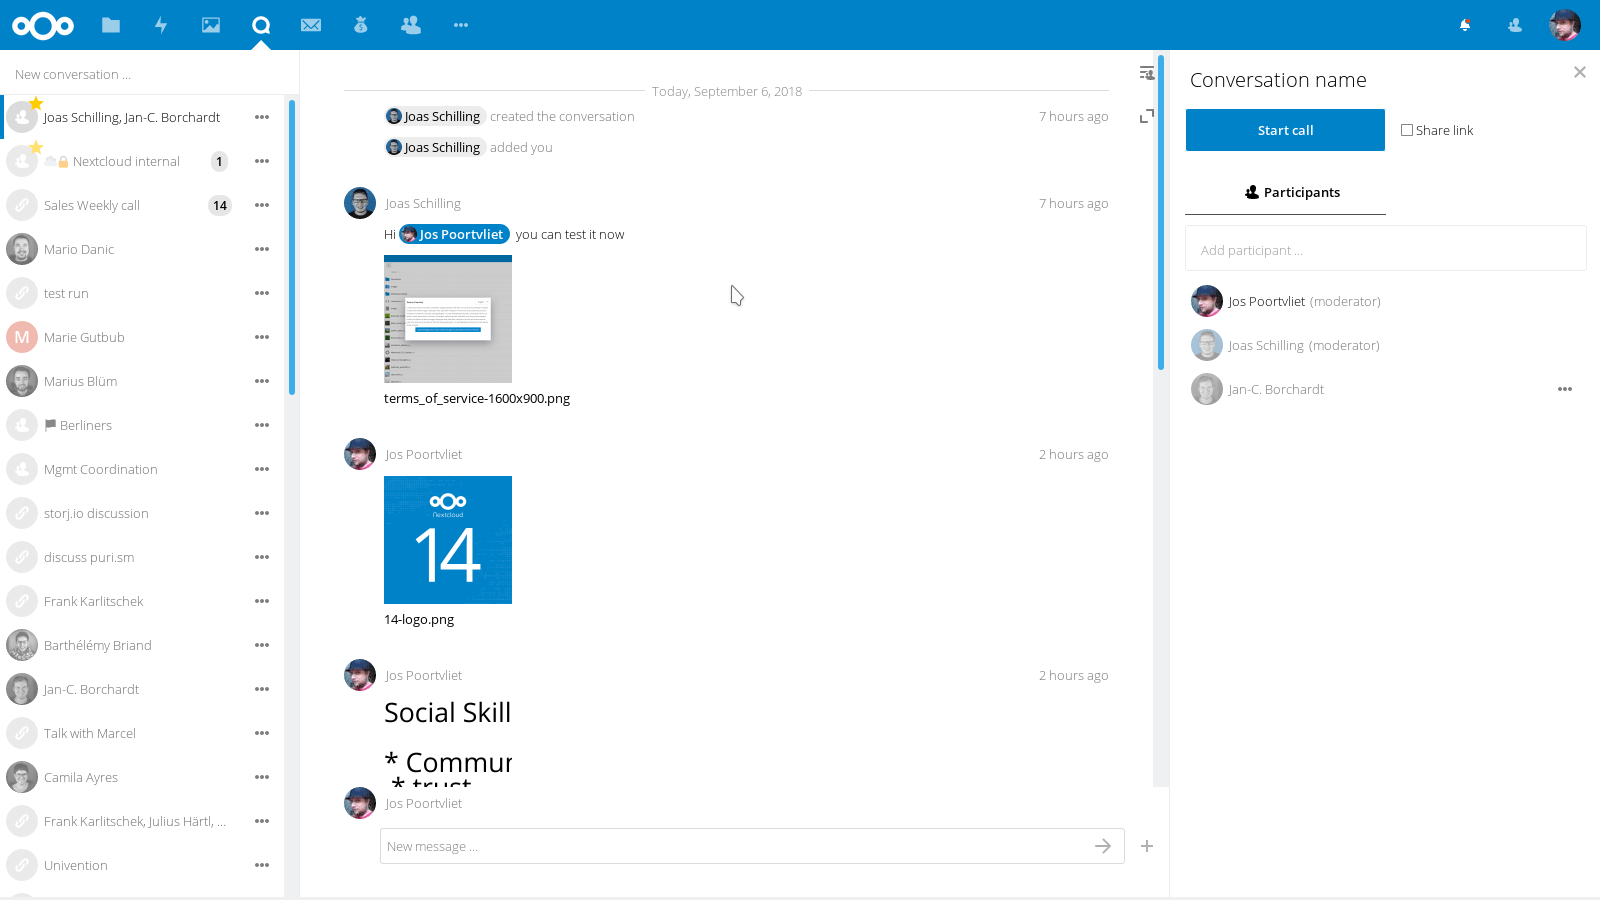 New conversation ...
Joas Schilling, Jan-C. Borchardt
Nextcloud internal 1
Sales Weekly call 14
Mario Danic
test run
M Marie Gutbub
Marius Blüm
Berliners
Mgmt Coordination
storj.io discussion
discuss puri.sm
Frank Karlitschek
Barthélémy Briand
Jan-C. Borchardt
Talk with Marcel
Camila Ayres
Frank Karlitschek, Julius Härtl, ...
Univention
Today, September 6, 2018
Joas Schilling created the conversation 7 hours ago
Joas Schilling added you
Joas Schilling 7 hours ago
Hi Jos Poortvliet you can test it now
terms_of_service-1600x900.png
Jos Poortvliet 2 hours ago
Nextcloud
14
14-logo.png
Jos Poortvliet 2 hours ago
Social Skill
* Commun
* trust
Jos Poortvliet
New message ...
Conversation name
Start call
Share link
Participants
Add participant ...
Jos Poortvliet (moderator)
Joas Schilling (moderator)
Jan-C. Borchardt